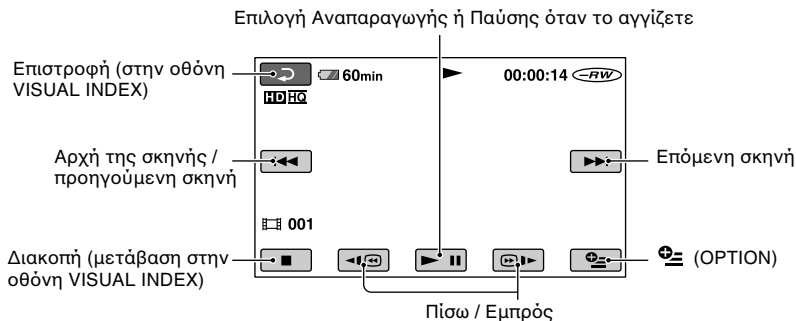 Επιλογή Αναπαραγωγής ή Παύσης όταν το αγγίζετε
Επιστροφή (στην οθόνη
VISUAL INDEX)
60min
00:00:14
-RW
HD HQ
Αρχή της σκηνής /
προηγούμενη σκηνή
Επόμενη σκηνή
001
Διακοπή (μετάβαση στην
οθόνη VISUAL INDEX)
(OPTION)
Πίσω / Εμπρός